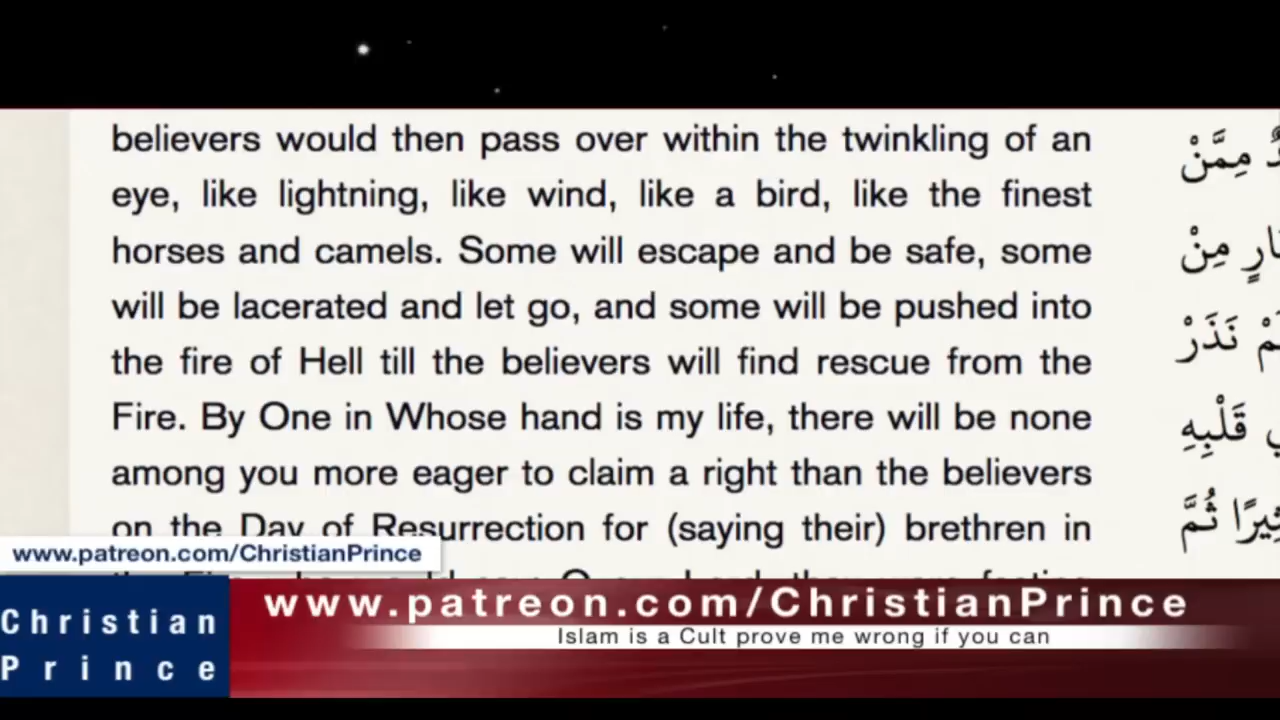 believers would then pass over within the twinkling of an
eye, like lightning, like wind, like a bird, like the finest
horses and camels. Some will escape and be safe, some
will be lacerated and let go, and some will be pushed into
the fire of Hell till the believers will find rescue from the
Fire. By One in Whose hand is my life, there will be none
among you more eager to claim a right than the believers
on the Day of Resurrection for (saying their) brethren in
مِمَّنْ
مِنْ
نَذَرْ
قَلْبِهِ
ثُمَّ
www.patreon.com/ChristianPrince
www.patreon.com/ChristianPrince
Islam is a Cult prove me wrong if you can
Christian
Prince